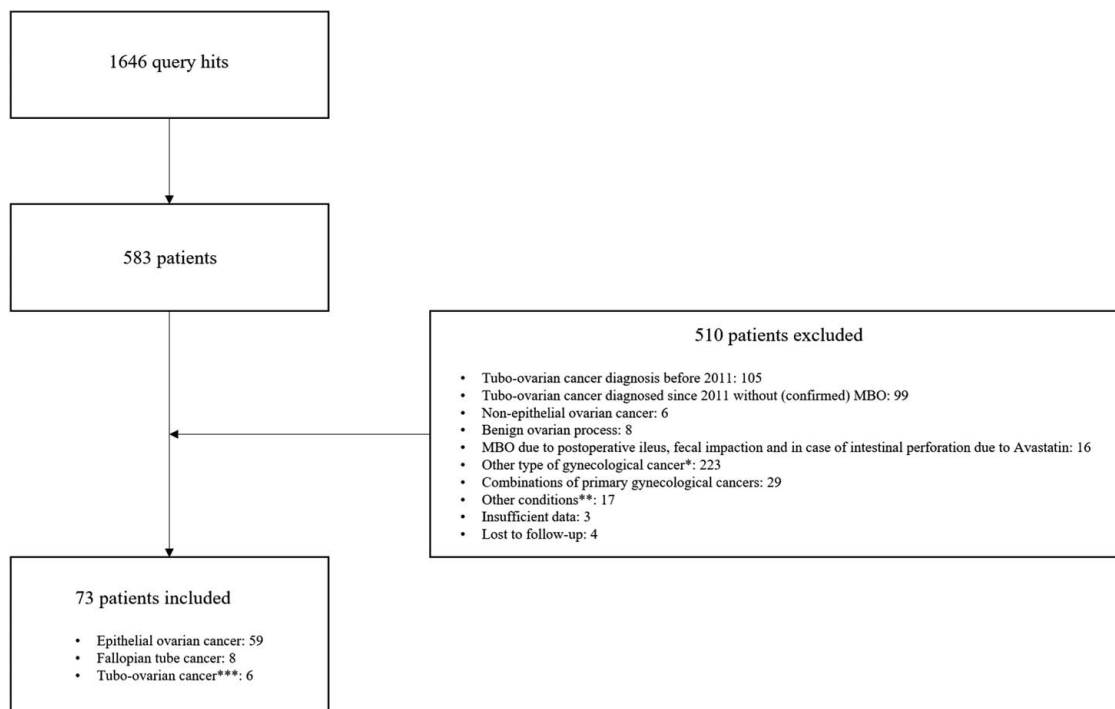 1646 query hits
583 patients
510 patients excluded
• Tubo-ovarian cancer diagnosis before 2011: 105
• Tubo-ovarian cancer diagnosed since 2011 without (confirmed) MBO: 99
• Non-epithelial ovarian cancer: 6
• Benign ovarian process: 8
• MBO due to postoperative ileus, fecal impaction and in case of intestinal perforation due to Avastatin: 16
• Other type of gynecological cancer*: 223
• Combinations of primary gynecological cancers: 29
• Other conditions**: 17
• Insufficient data: 3
• Lost to follow-up: 4
73 patients included
• Epithelial ovarian cancer: 59
• Fallopian tube cancer: 8
• Tubo-ovarian cancer***: 6